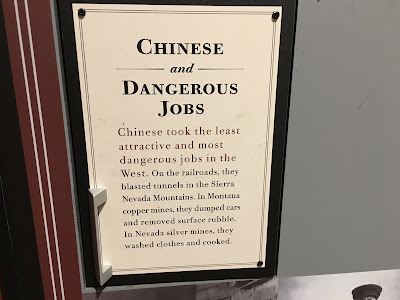 CHINESE
and
DANGEROUS
JOBS
Chinese took the least
attractive and most
dangerous jobs in the
West. On the railroads, they
blasted tunnels in the Sierra
Nevada Mountains. In Montana
copper mines, they dumped cars
and removed surface rubble.
In Nevada silver mines, they
washed clothes and cooked.